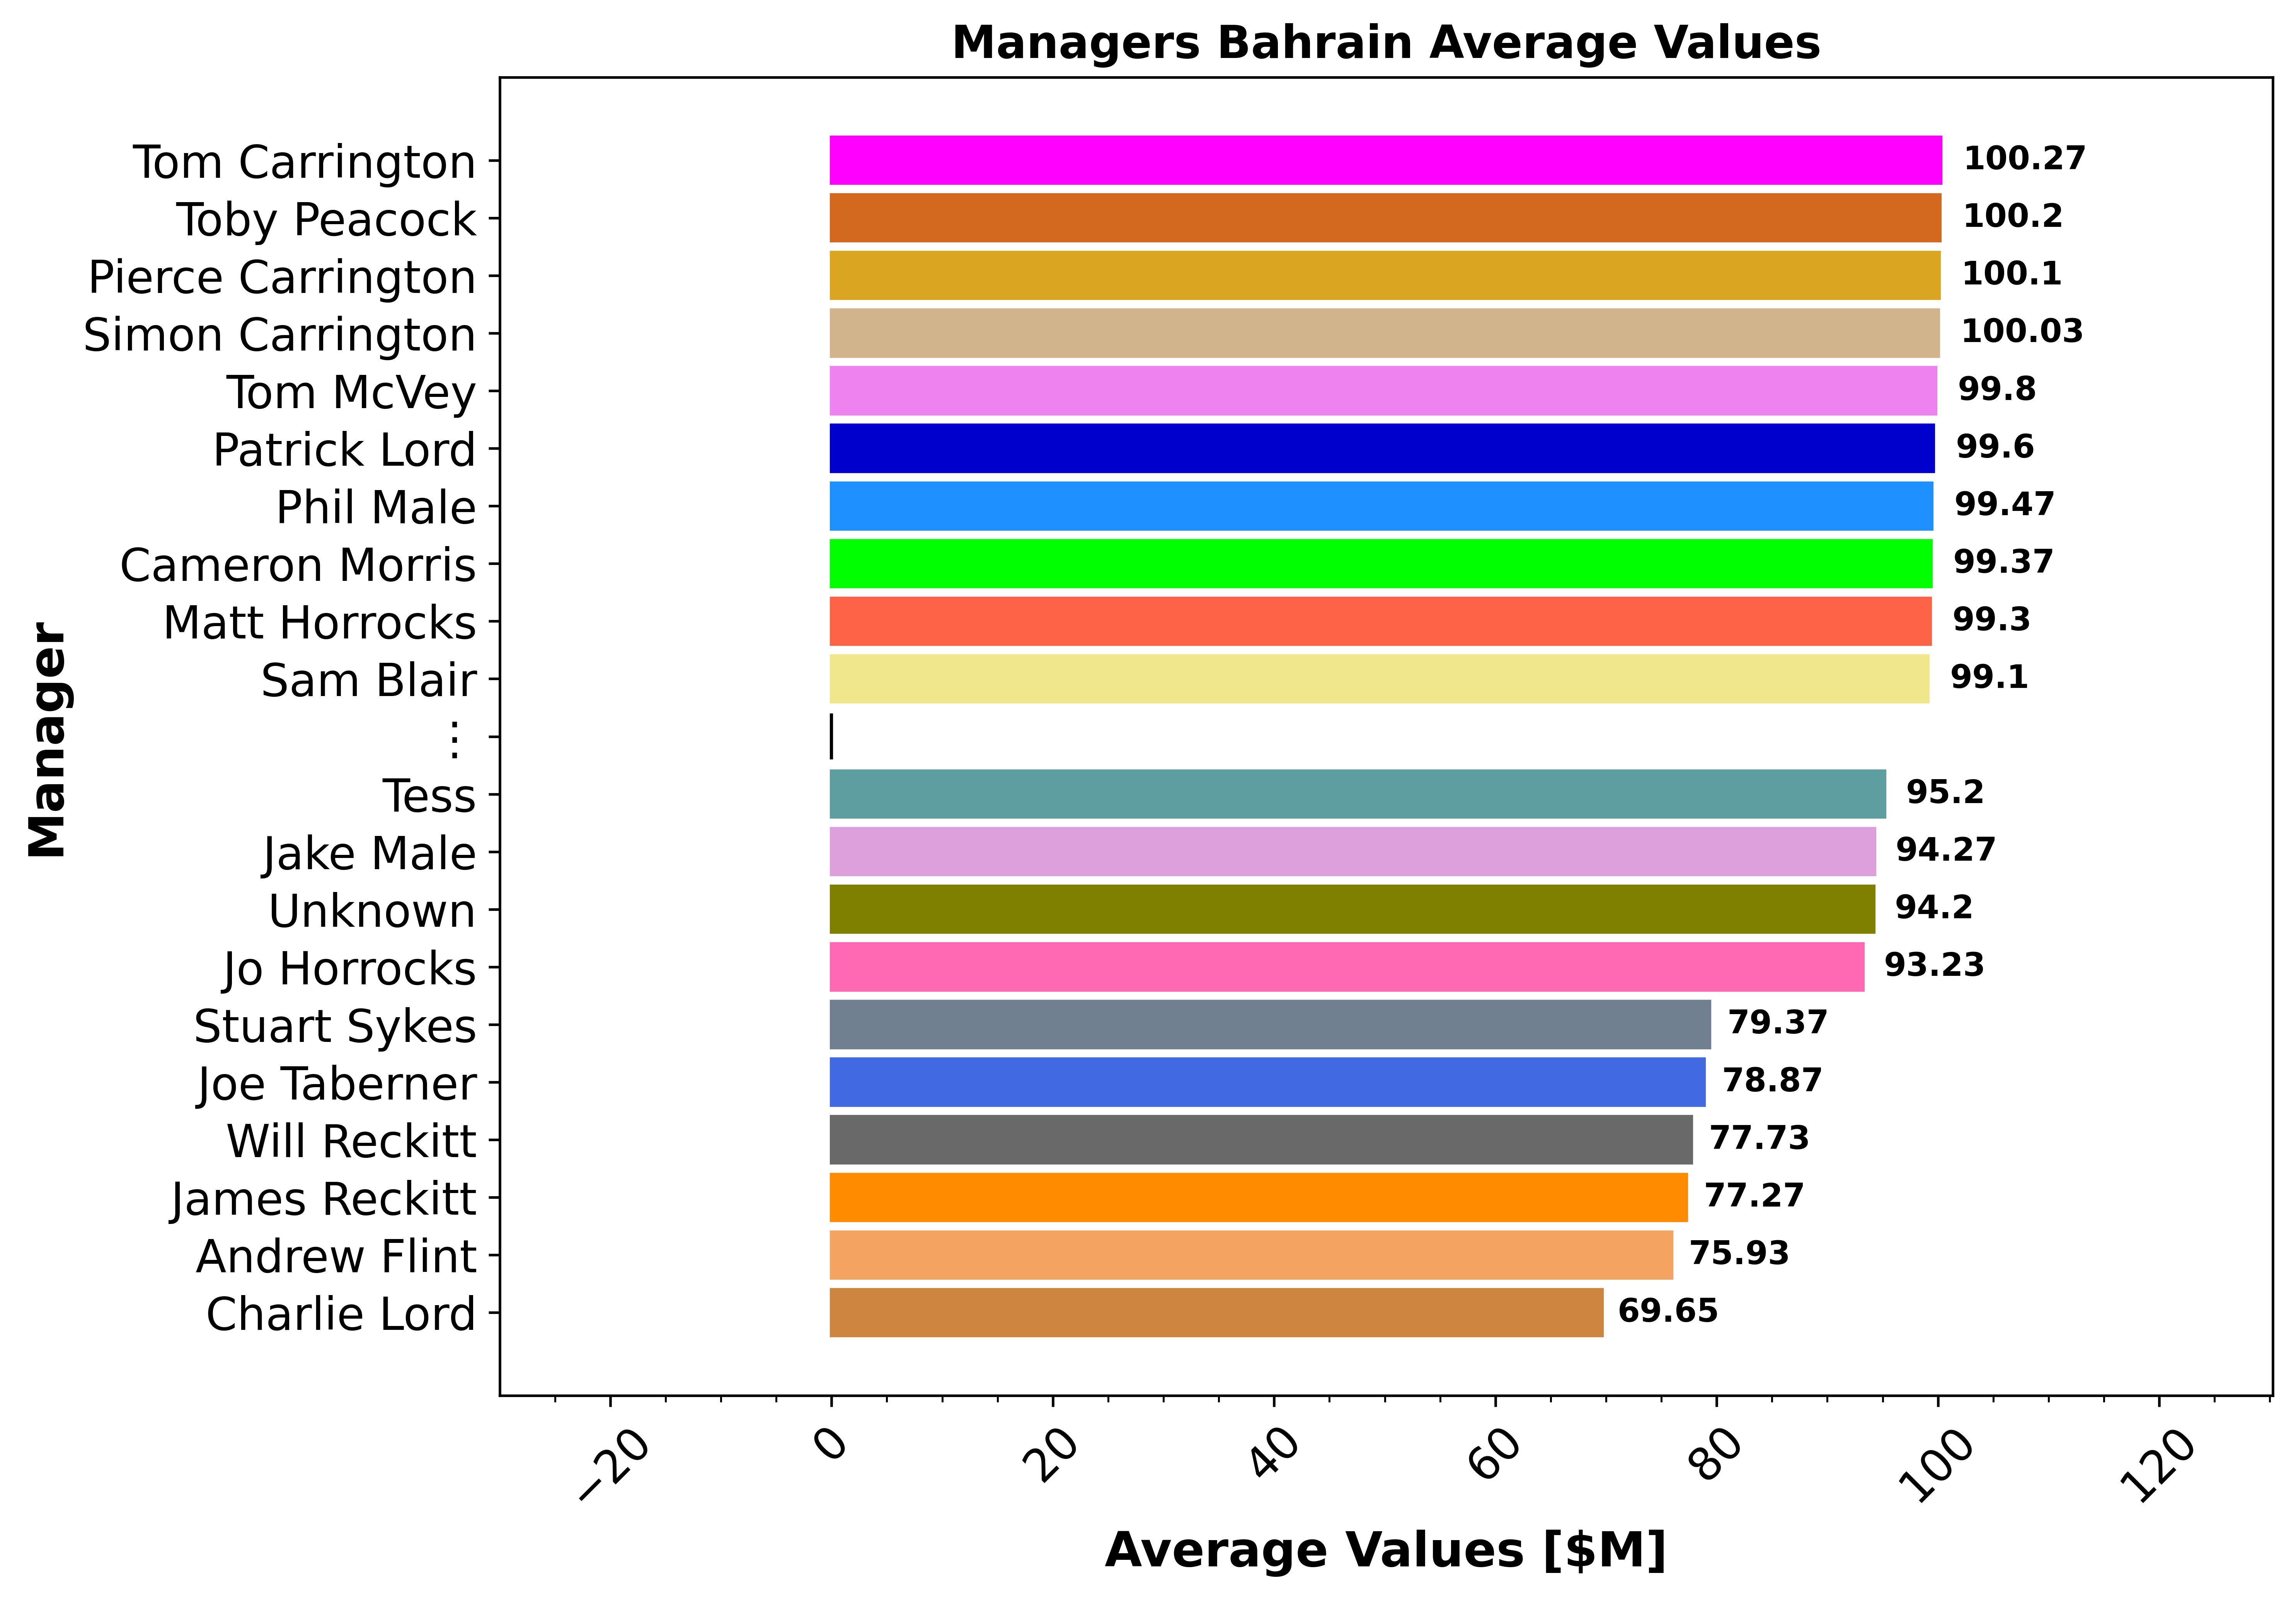 Managers Bahrain Average Values
Manager
Tom Carrington 100.27
Toby Peacock 100.2
Pierce Carrington 100.1
Simon Carrington 100.03
Tom McVey 99.8
Patrick Lord 99.6
Phil Male 99.47
Cameron Morris 99.37
Matt Horrocks 99.3
Sam Blair 99.1
⋮
Tess 95.2
Jake Male 94.27
Unknown 94.2
Jo Horrocks 93.23
Stuart Sykes 79.37
Joe Taberner 78.87
Will Reckitt 77.73
James Reckitt 77.27
Andrew Flint 75.93
Charlie Lord 69.65
−20 0 20 40 60 80 100 120
Average Values [$M]